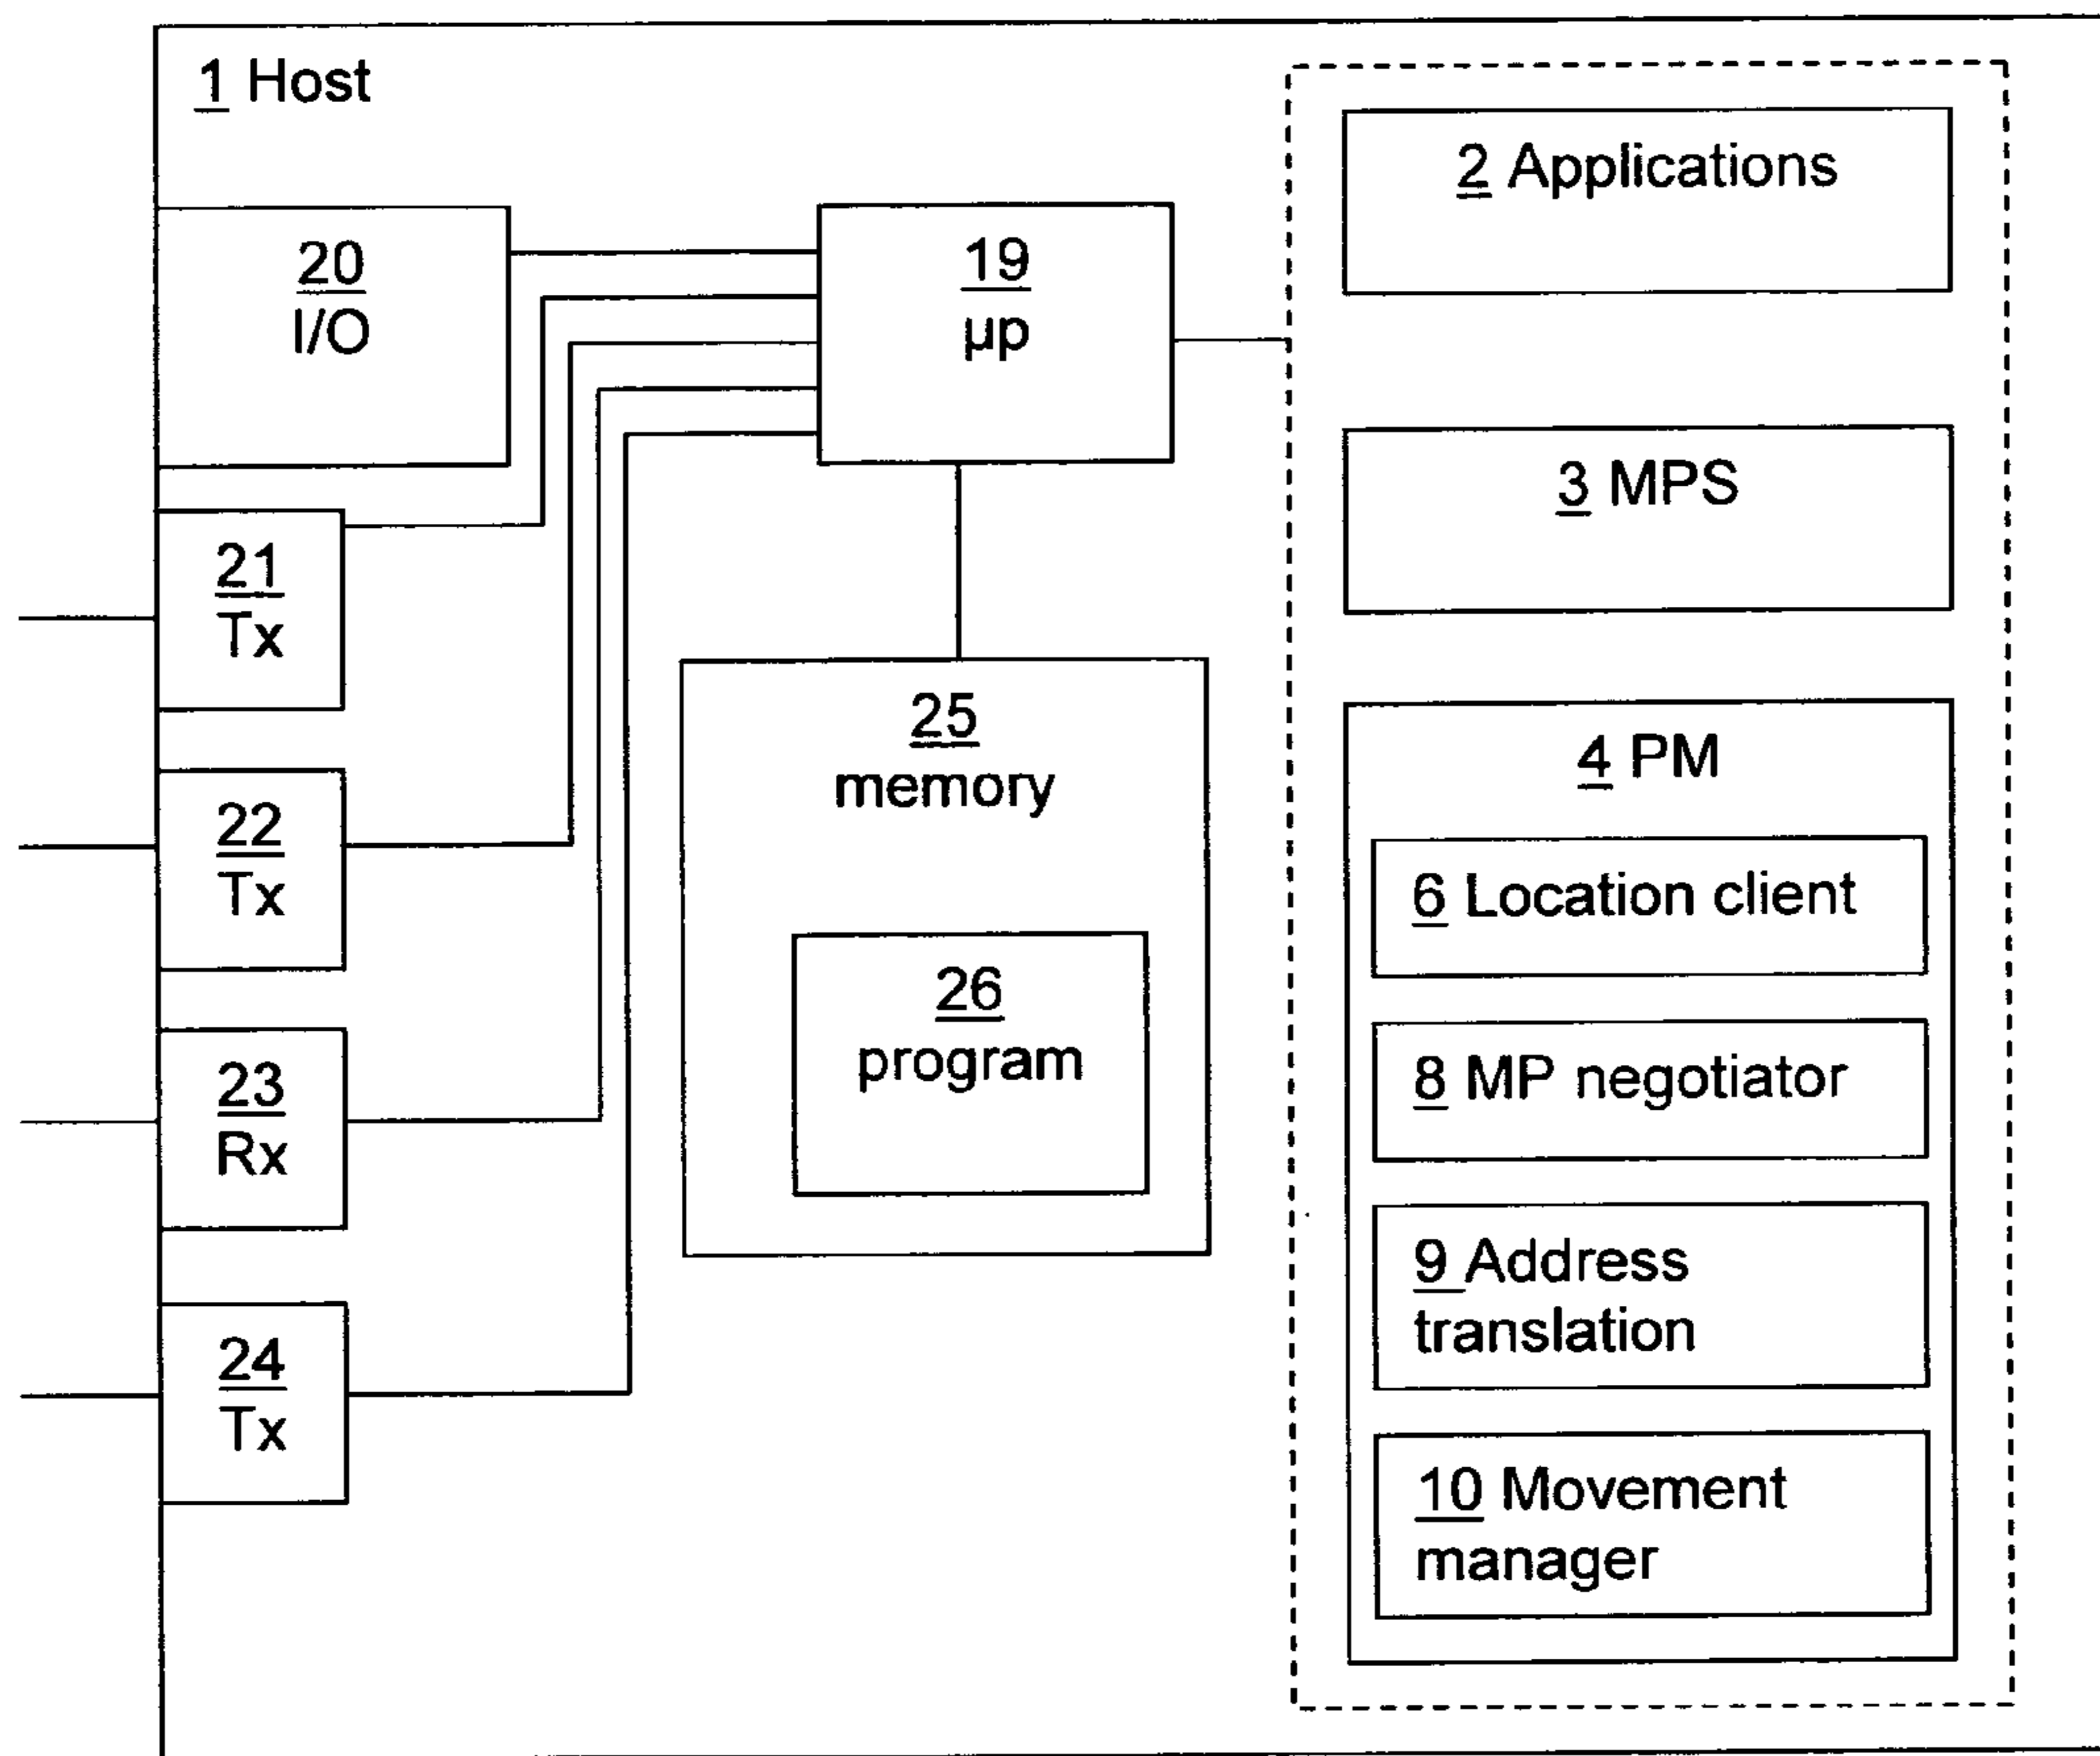 1 Host
20
I/O
21
Tx
22
Tx
23
Rx
24
Tx
19
µp
25
memory
26
program
2 Applications
3 MPS
4 PM
6 Location client
8 MP negotiator
9 Address
translation
10 Movement
manager